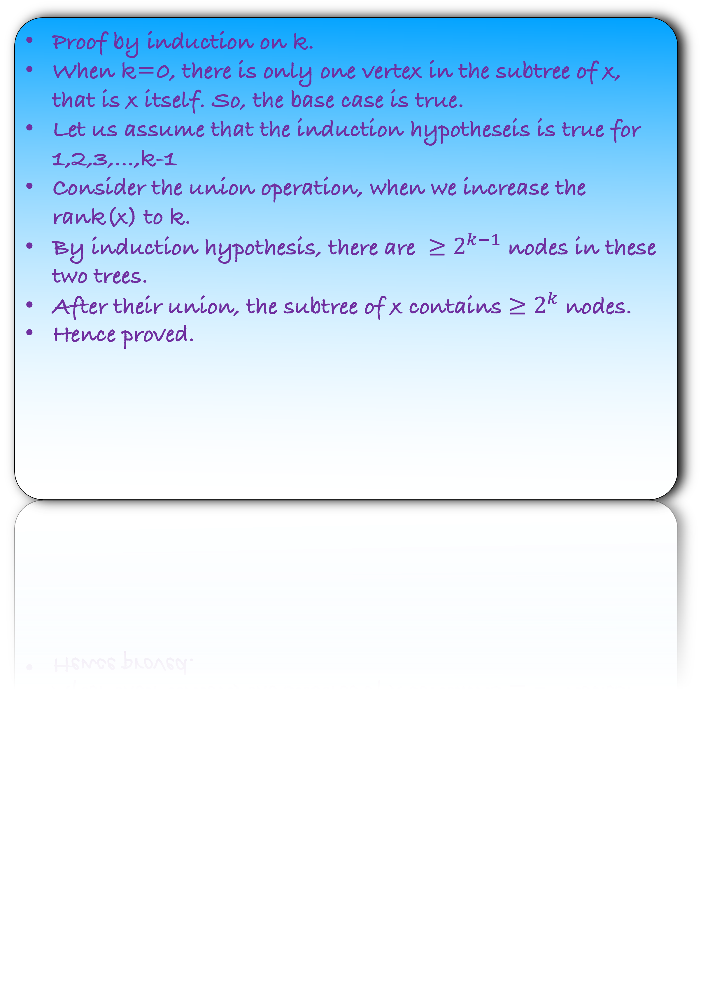 • Proof by induction on k.
• When k=0, there is only one vertex in the subtree of x,
that is x itself. So, the base case is true.
• Let us assume that the induction hypotheseis is true for
1,2,3,...,k-1
• Consider the union operation, when we increase the
rank(x) to k.
• By induction hypothesis, there are ≥ 2^{k−1} nodes in these
two trees.
• After their union, the subtree of x contains ≥ 2^k nodes.
• Hence proved.
• Hence proved.